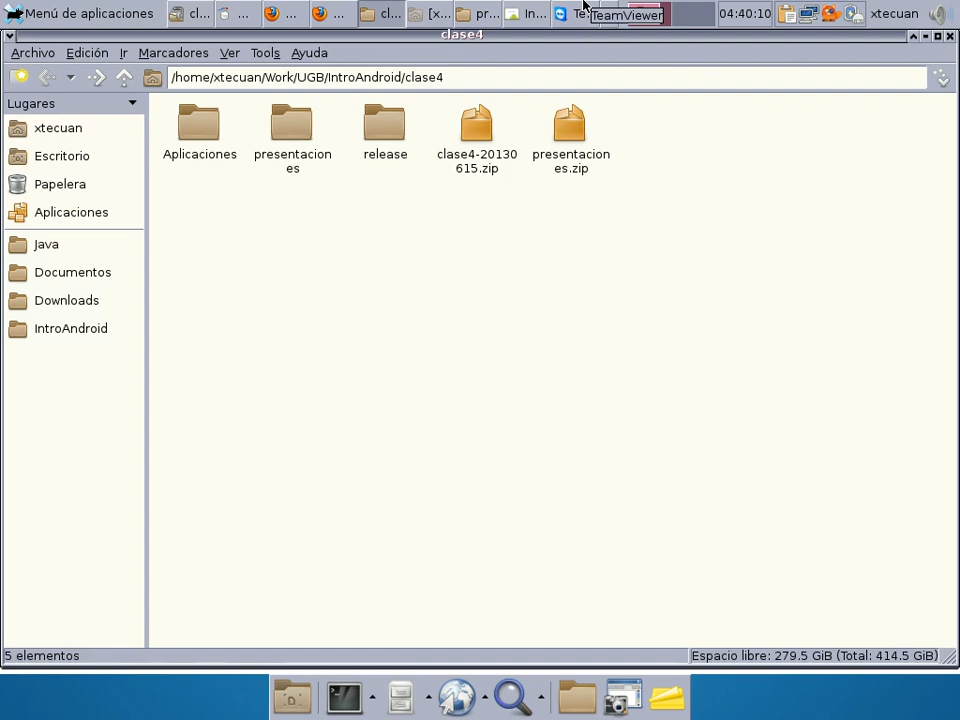 Menú de aplicaciones cl... ... ... ... cl... [x... pr... In... Te... TeamViewer 04:40:10 xtecuan
clase4
Archivo Edición Ir Marcadores Ver Tools Ayuda
/home/xtecuan/Work/UGB/IntroAndroid/clase4
Lugares
xtecuan
Escritorio
Papelera
Aplicaciones
Java
Documentos
Downloads
IntroAndroid
Aplicaciones
presentacion
es
release
clase4-20130
615.zip
presentacion
es.zip
5 elementos
Espacio libre: 279.5 GiB (Total: 414.5 GiB)